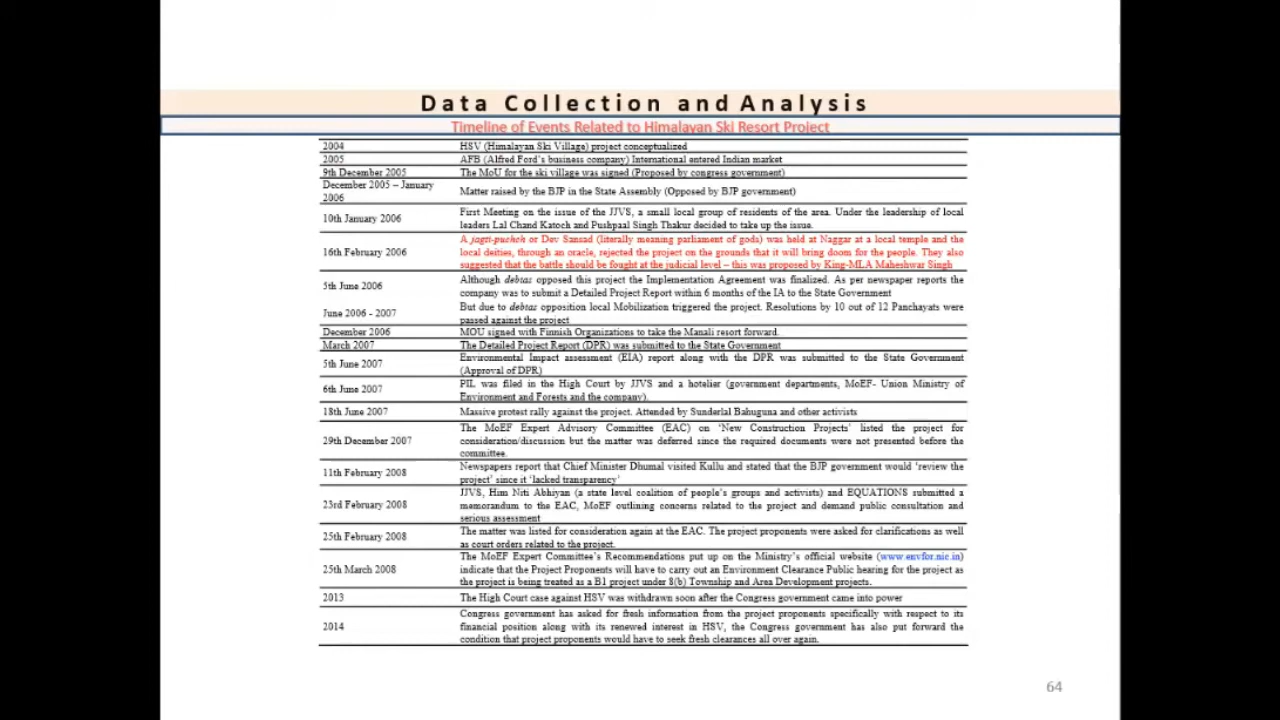 Data Collection and Analysis
Timeline of Events Related to Himalayan Ski Resort Project
2004 HSV (Himalayan Ski Village) project conceptualized
2005 AFB (Alfred Ford's business company) International entered Indian market
9th December 2005 The MoU for the ski village was signed (Proposed by congress government)
December 2005 – January
2006
Matter raised by the BJP in the State Assembly (Opposed by BJP government)
10th January 2006
First Meeting on the issue of the JJVS, a small local group of residents of the area. Under the leadership of local
leaders Lal Chand Katoch and Pushpaal Singh Thakur decided to take up the issue.
16th February 2006
A jagti-pucheh or Dev Sansad (literally meaning parliament of gods) was held at Naggar at a local temple and the
local deities, through an oracle, rejected the project on the grounds that it will bring doom for the people. They also
suggested that the battle should be fought at the judicial level – this was proposed by King-MLA Maheshwar Singh
5th June 2006
Although debtas opposed this project the Implementation Agreement was finalized. As per newspaper reports the
company was to submit a Detailed Project Report within 6 months of the IA to the State Government
June 2006 - 2007
But due to debtas opposition local Mobilization triggered the project. Resolutions by 10 out of 12 Panchayats were
passed against the project
December 2006 MOU signed with Finnish Organizations to take the Manali resort forward.
March 2007 The Detailed Project Report (DPR) was submitted to the State Government
5th June 2007
Environmental Impact assessment (EIA) report along with the DPR was submitted to the State Government
(Approval of DPR)
6th June 2007
PIL was filed in the High Court by JJVS and a hotelier (government departments, MoEF- Union Ministry of
Environment and Forests and the company).
18th June 2007 Massive protest rally against the project. Attended by Sunderlal Bahuguna and other activists
29th December 2007
The MoEF Expert Advisory Committee (EAC) on ‘New Construction Projects’ listed the project for
consideration/discussion but the matter was deferred since the required documents were not presented before the
committee.
11th February 2008
Newspapers report that Chief Minister Dhumal visited Kullu and stated that the BJP government would ‘review the
project’ since it ‘lacked transparency’
23rd February 2008
JJVS, Him Niti Abhiyan (a state level coalition of people's groups and activists) and EQUATIONS submitted a
memorandum to the EAC, MoEF outlining concerns related to the project and demand public consultation and
serious assessment
25th February 2008
The matter was listed for consideration again at the EAC. The project proponents were asked for clarifications as well
as court orders related to the project.
25th March 2008
The MoEF Expert Committee's Recommendations put up on the Ministry's official website (www.envfor.nic.in)
indicate that the Project Proponents will have to carry out an Environment Clearance Public hearing for the project as
the project is being treated as a B1 project under 8(b) Township and Area Development projects.
2013 The High Court case against HSV was withdrawn soon after the Congress government came into power
2014
Congress government has asked for fresh information from the project proponents specifically with respect to its
financial position along with its renewed interest in HSV, the Congress government has also put forward the
condition that project proponents would have to seek fresh clearances all over again.
64